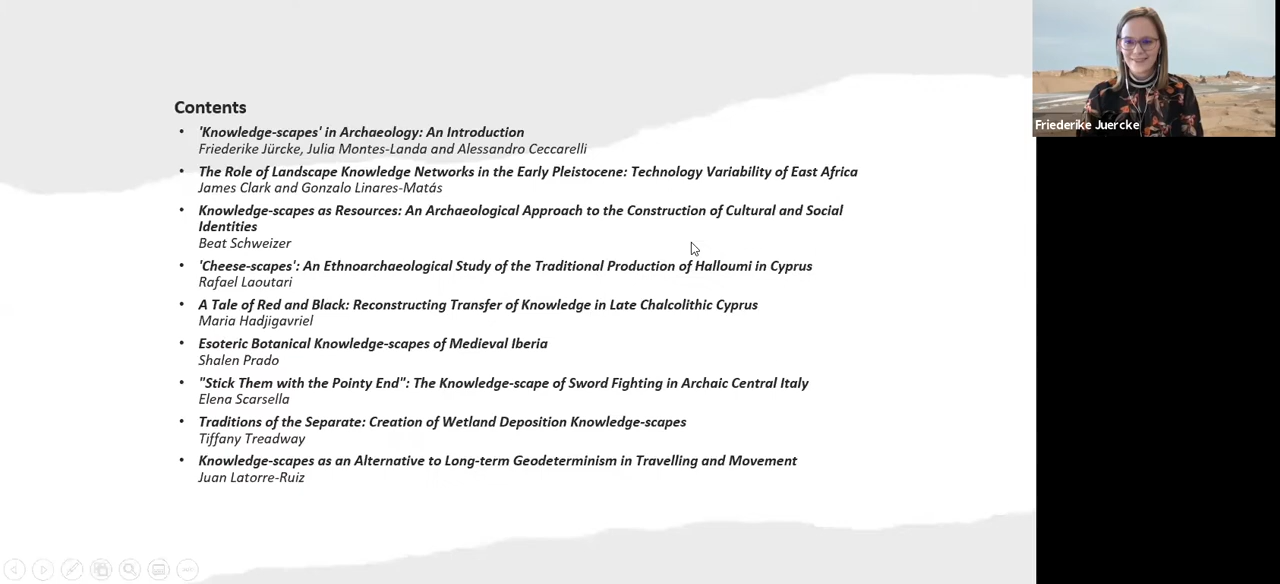 Contents
'Knowledge-scapes' in Archaeology: An Introduction
Friederike Jürcke, Julia Montes-Landa and Alessandro Ceccarelli
The Role of Landscape Knowledge Networks in the Early Pleistocene: Technology Variability of East Africa
James Clark and Gonzalo Linares-Matás
Knowledge-scapes as Resources: An Archaeological Approach to the Construction of Cultural and Social
Identities
Beat Schweizer
'Cheese-scapes': An Ethnoarchaeological Study of the Traditional Production of Halloumi in Cyprus
Rafael Laoutari
A Tale of Red and Black: Reconstructing Transfer of Knowledge in Late Chalcolithic Cyprus
Maria Hadjigavriel
Esoteric Botanical Knowledge-scapes of Medieval Iberia
Shalen Prado
"Stick Them with the Pointy End": The Knowledge-scape of Sword Fighting in Archaic Central Italy
Elena Scarsella
Traditions of the Separate: Creation of Wetland Deposition Knowledge-scapes
Tiffany Treadway
Knowledge-scapes as an Alternative to Long-term Geodeterminism in Travelling and Movement
Juan Latorre-Ruiz
Friederike Juercke